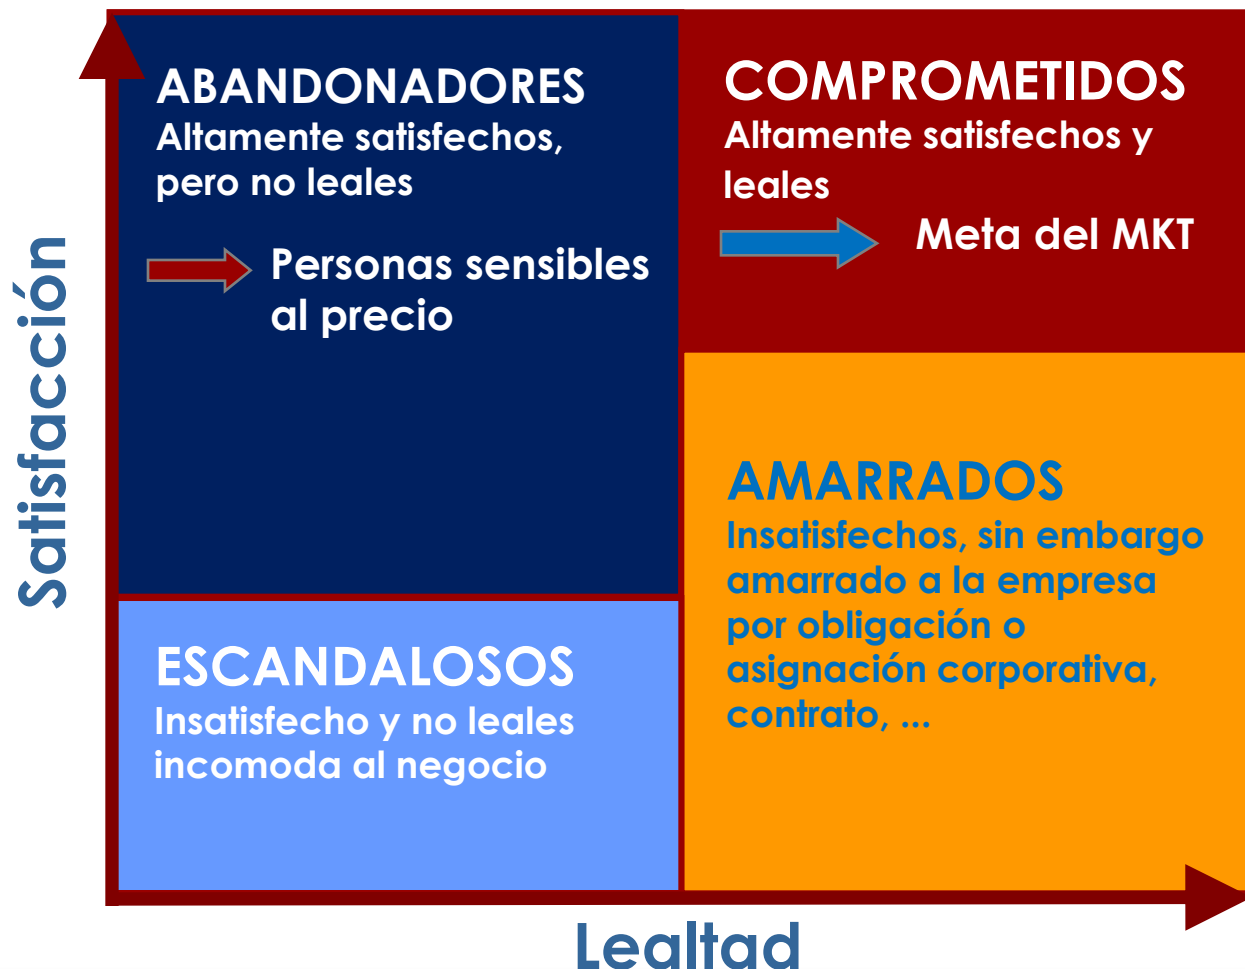 ABANDONADORES
Altamente satisfechos,
pero no leales
Personas sensibles
al precio
COMPROMETIDOS
Altamente satisfechos y
leales
Meta del MKT
Satisfacción
ESCANDALOSOS
Insatisfecho y no leales
incomoda al negocio
AMARRADOS
Insatisfechos, sin embargo
amarrado a la empresa
por obligación o
asignación corporativa,
contrato, ...
Lealtad